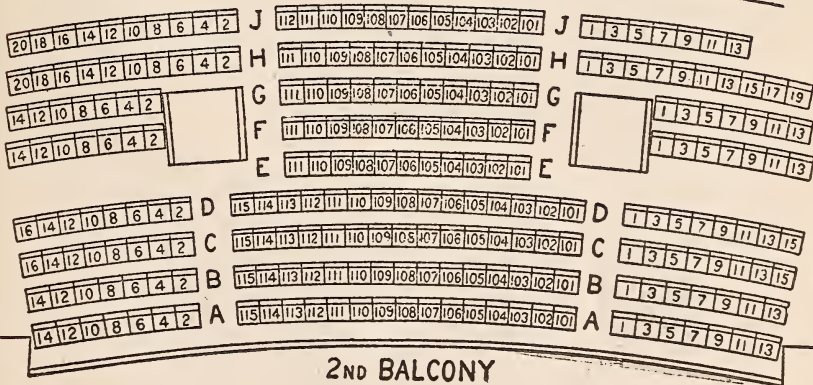 20 18 16 14 12 10 8 6 4 2 J 112 111 110 109 108 107 106 105 104 103 102 101 J 1 3 5 7 9 11 13
20 18 16 14 12 10 8 6 4 2 H 111 110 109 108 107 106 105 104 103 102 101 H 1 3 5 7 9 11 13 15 17 19
14 12 10 8 6 4 2 G 111 110 109 108 107 106 105 104 103 102 101 G 1 3 5 7 9 11 13
14 12 10 8 6 4 2 F 111 110 109 108 107 106 105 104 103 102 101 F 1 3 5 7 9 11 13
E 111 110 109 108 107 106 105 104 103 102 101 E
16 14 12 10 8 6 4 2 D 115 114 113 112 111 110 109 108 107 106 105 104 103 102 101 D 1 3 5 7 9 11 13 15
16 14 12 10 8 6 4 2 C 115 114 113 112 111 110 109 108 107 106 105 104 103 102 101 C 1 3 5 7 9 11 13 15
14 12 10 8 6 4 2 B 115 114 113 112 111 110 109 108 107 106 105 104 103 102 101 B 1 3 5 7 9 11 13
14 12 10 8 6 4 2 A 115 114 113 112 111 110 109 108 107 106 105 104 103 102 101 A 1 3 5 7 9 11 13
2ND BALCONY